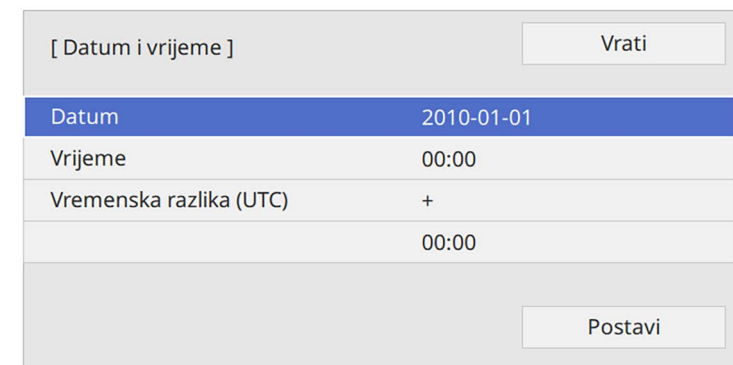 [ Datum i vrijeme ] Vrati
Datum 2010-01-01
Vrijeme 00:00
Vremenska razlika (UTC) +
00:00
Postavi